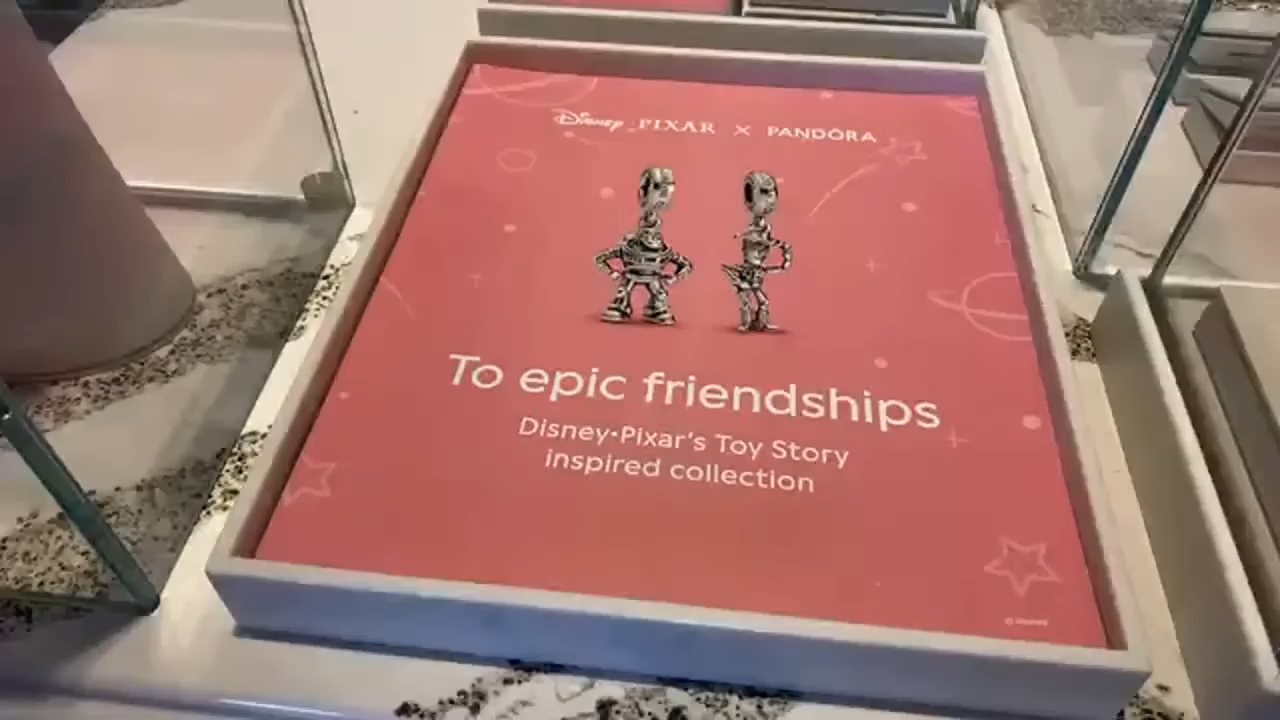 Disney PIXAR X PANDORA
To epic friendships
Disney•Pixar's Toy Story
inspired collection